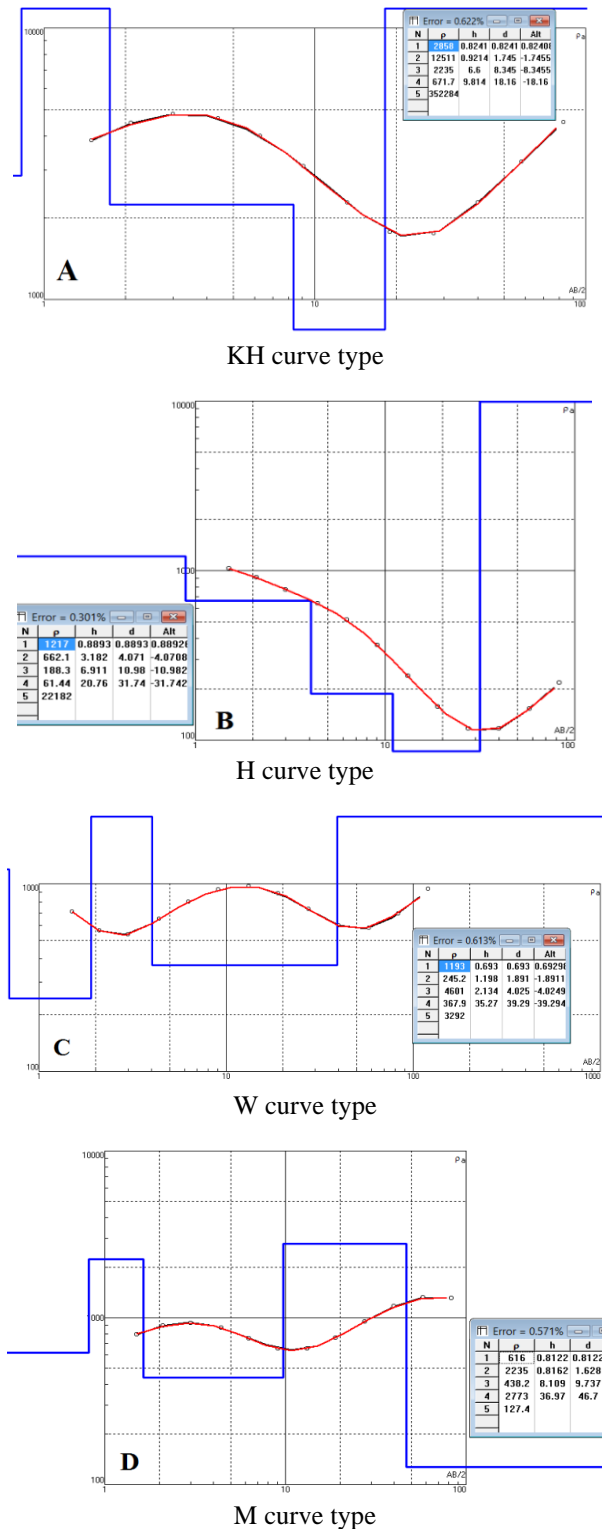 10000
ρa
Error = 0.622%
N ρ h d Alt
1 2858 0.8241 0.8241
2 12511 0.9214 1.745 -1.7455
3 2235 6.6 8.345 -8.3455
4 671.7 9.814 18.16 -18.16
5 352284
A
1000
AB/2
1 10 100
KH curve type
10000
ρa
1000
Error = 0.301%
N ρ h d Alt
1 1217 0.8893 0.8893
2 662.1 3.182 4.071 -4.0708
3 188.3 6.911 10.98 -10.982
4 61.44 20.76 31.74 -31.742
5 22182
B
100
AB/2
1 10 100
H curve type
1000
ρa
Error = 0.613%
N ρ h d Alt
1 1193 0.693 0.693 0.69298
2 245.2 1.198 1.891 -1.8911
3 4601 2.134 4.025 -4.0249
4 367.9 35.27 39.29 -39.294
5 3292
C
100
AB/2
1 10 100 1000
W curve type
10000
ρa
1000
Error = 0.571%
N ρ h d
1 616 0.8122 0.8122
2 2235 0.8162 1.628
3 438.2 8.109 9.737
4 2773 36.97 46.7
5 127.4
D
100
AB/2
1 10 100
M curve type